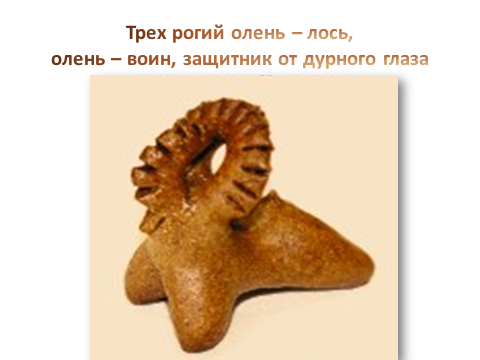 Трех рогий олень – лось,
олень – воин, защитник от дурного глаза